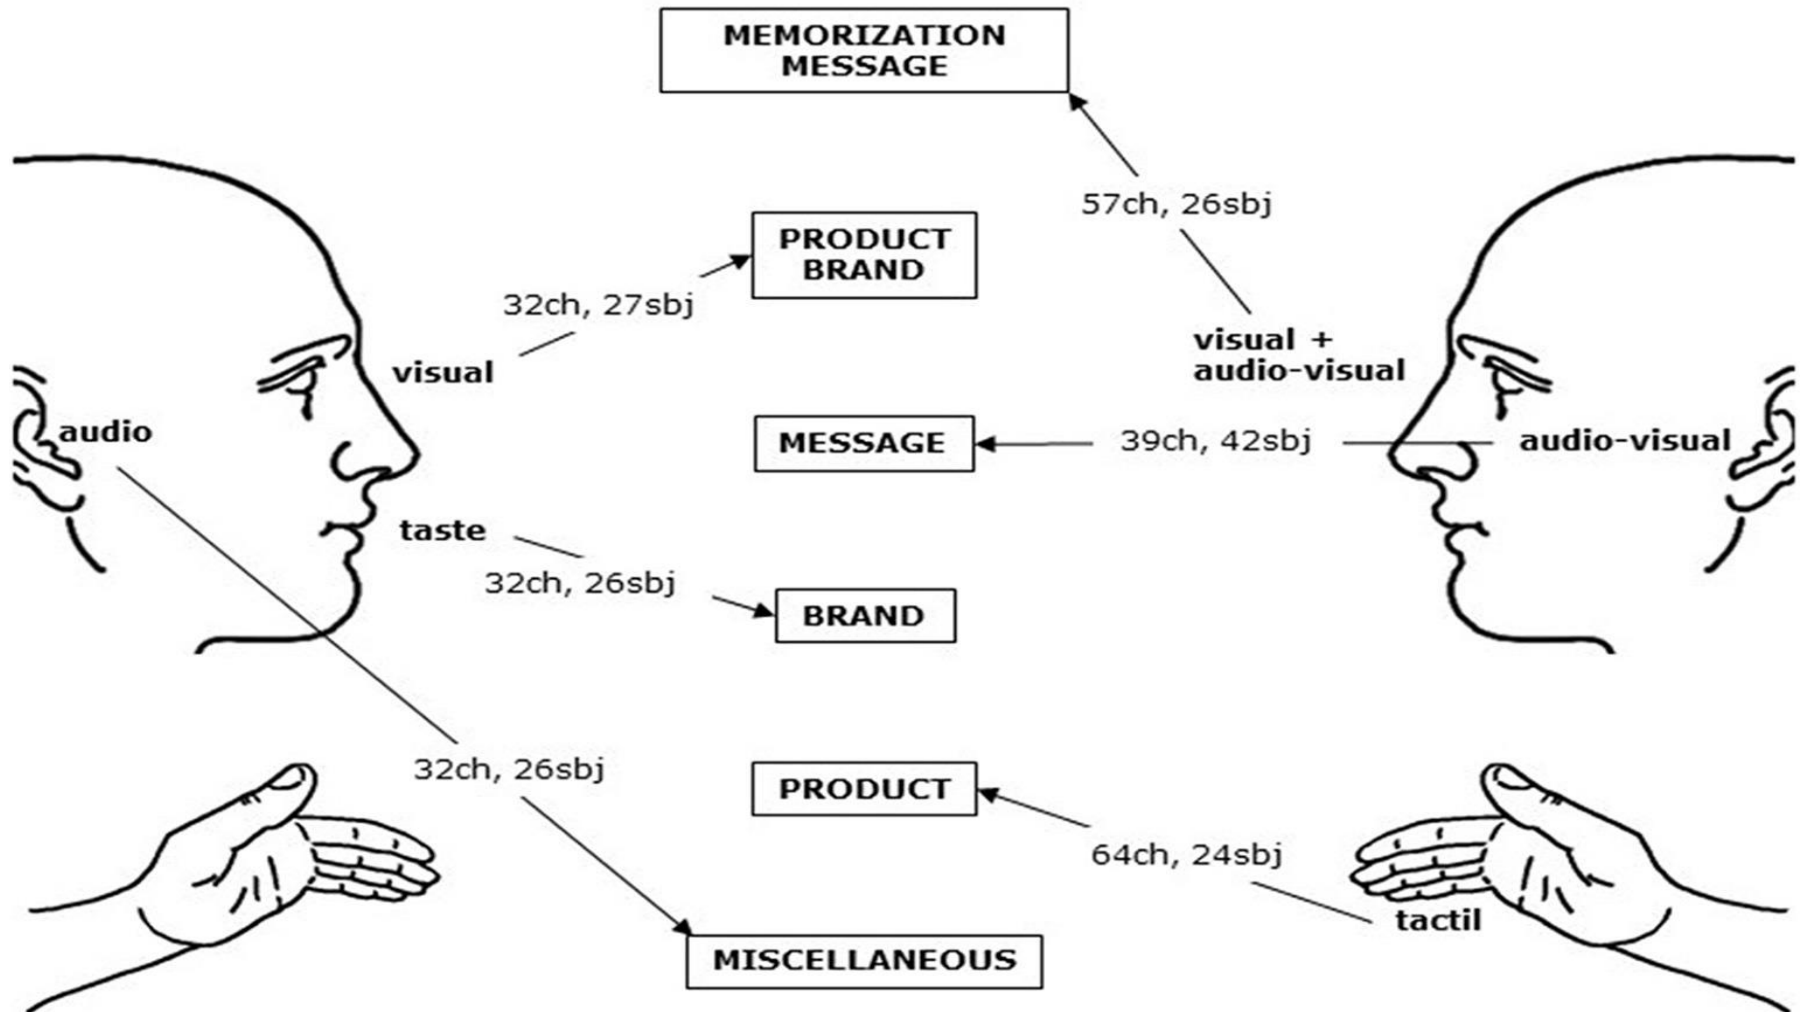 MEMORIZATION
MESSAGE
57ch, 26sbj
PRODUCT
BRAND
32ch, 27sbj
visual
visual +
audio-visual
audio
MESSAGE
39ch, 42sbj
audio-visual
taste
32ch, 26sbj
BRAND
32ch, 26sbj
PRODUCT
64ch, 24sbj
tactil
MISCELLANEOUS